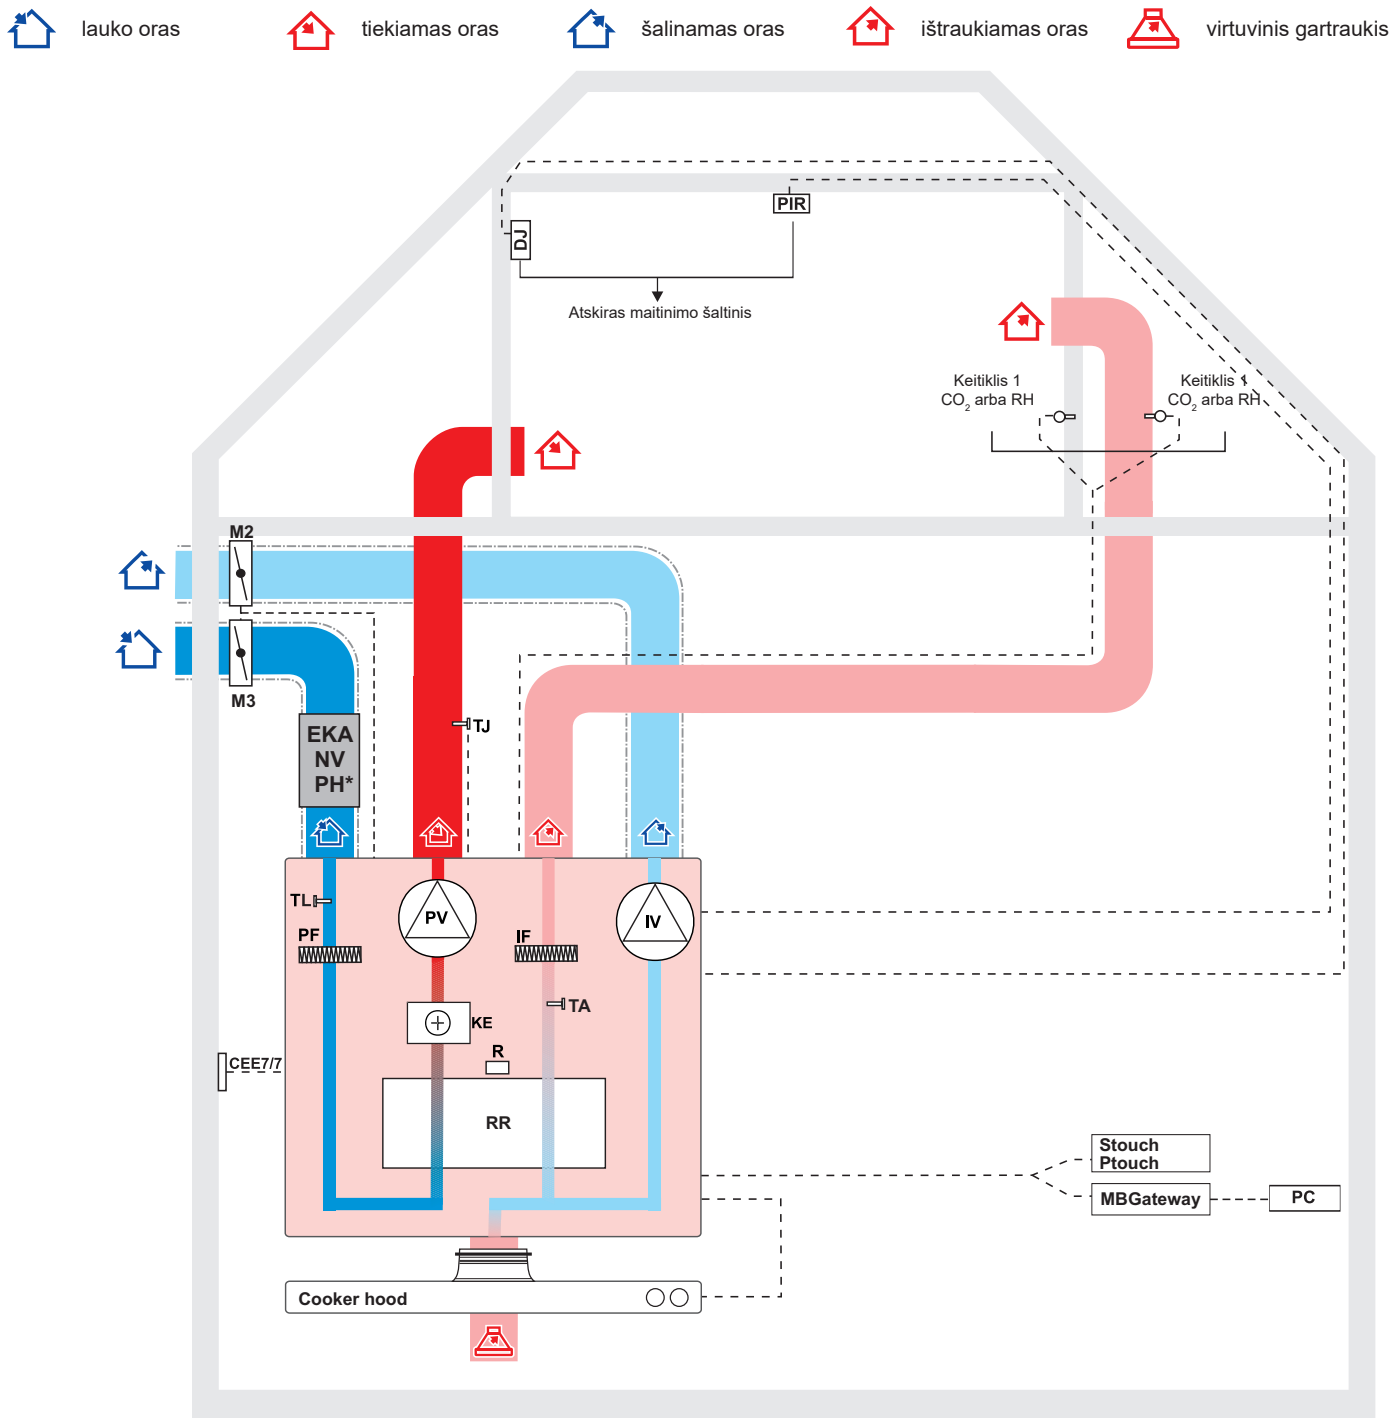 lauko oras
tiekiamas oras
šalinamas oras
ištraukiamas oras
virtuvinis gartraukis
PIR
DJ
Atskiras maitinimo šaltinis
Keitiklis 1
CO2 arba RH
Keitiklis 1
CO2 arba RH
M2
M3
EKA
NV
PH*
TJ
TL
PV
IV
PF
IF
TA
KE
R
CEE7/7
RR
Stouch
Ptouch
MBGateway
PC
Cooker hood